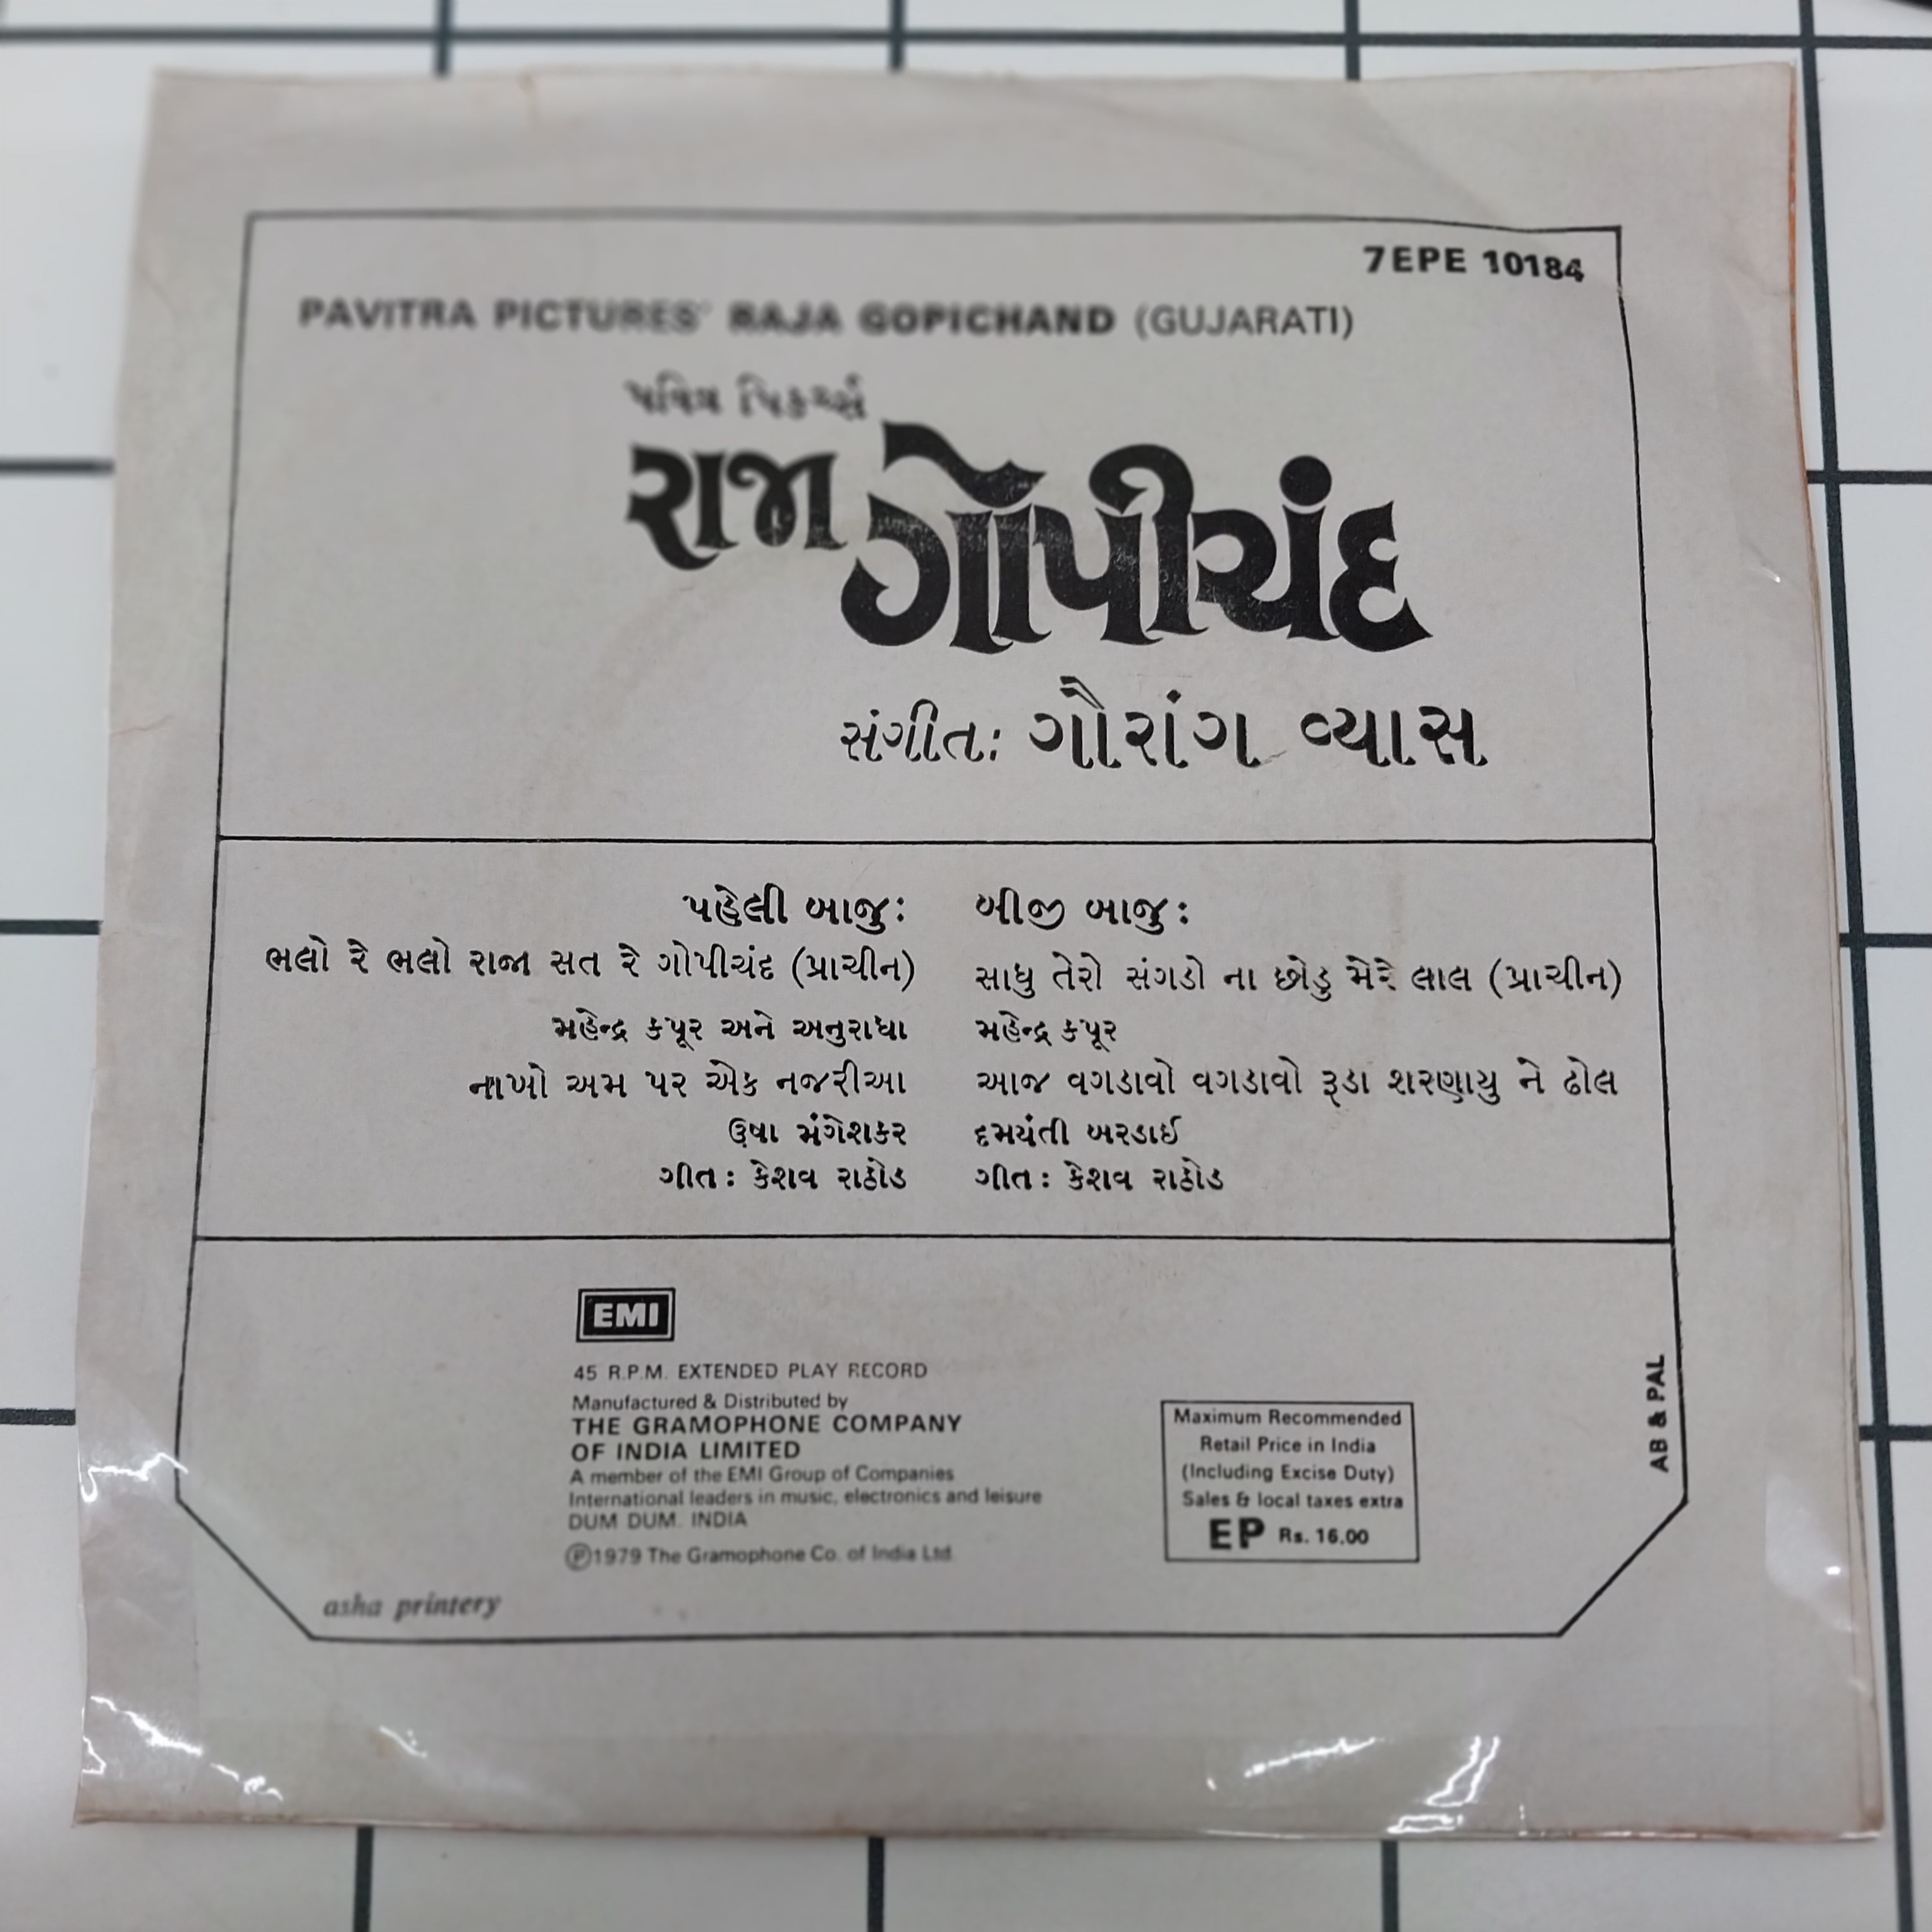 7EPE 10184
PAVITRA PICTURES' RAJA GOPICHAND (GUJARATI)
પવિત્ર પિકચર્સ
રાજા ગોપીચંદ
સંગીત: ગૌરાંગ વ્યાસ
પહેલી બાજુ:
ભલો રે ભલો રાજા સત રે ગોપીચંદ (પ્રાચીન)
મહેન્દ્ર કપૂર અને અનુરાધા
નાખો અમ પર એક નજરીઆ
ઉષા મંગેશકર
ગીત: કેશવ રાઠોડ
બીજી બાજુ:
સાધુ તેરો સંગડો ના છોડુ મેરે લાલ (પ્રાચીન)
મહેન્દ્ર કપૂર
આજ વગડાવો વગડાવો રૂડા શરણાયુ ને ઢોલ
દમયંતી બરડાઈ
ગીત: કેશવ રાઠોડ
EMI
45 R.P.M. EXTENDED PLAY RECORD
Manufactured & Distributed by
THE GRAMOPHONE COMPANY
OF INDIA LIMITED
A member of the EMI Group of Companies
International leaders in music, electronics and leisure
DUM DUM. INDIA
Ⓟ1979 The Gramophone Co. of India Ltd.
asha printery
Maximum Recommended
Retail Price in India
(Including Excise Duty)
Sales & local taxes extra
EP Rs. 16.00
AB & PAL